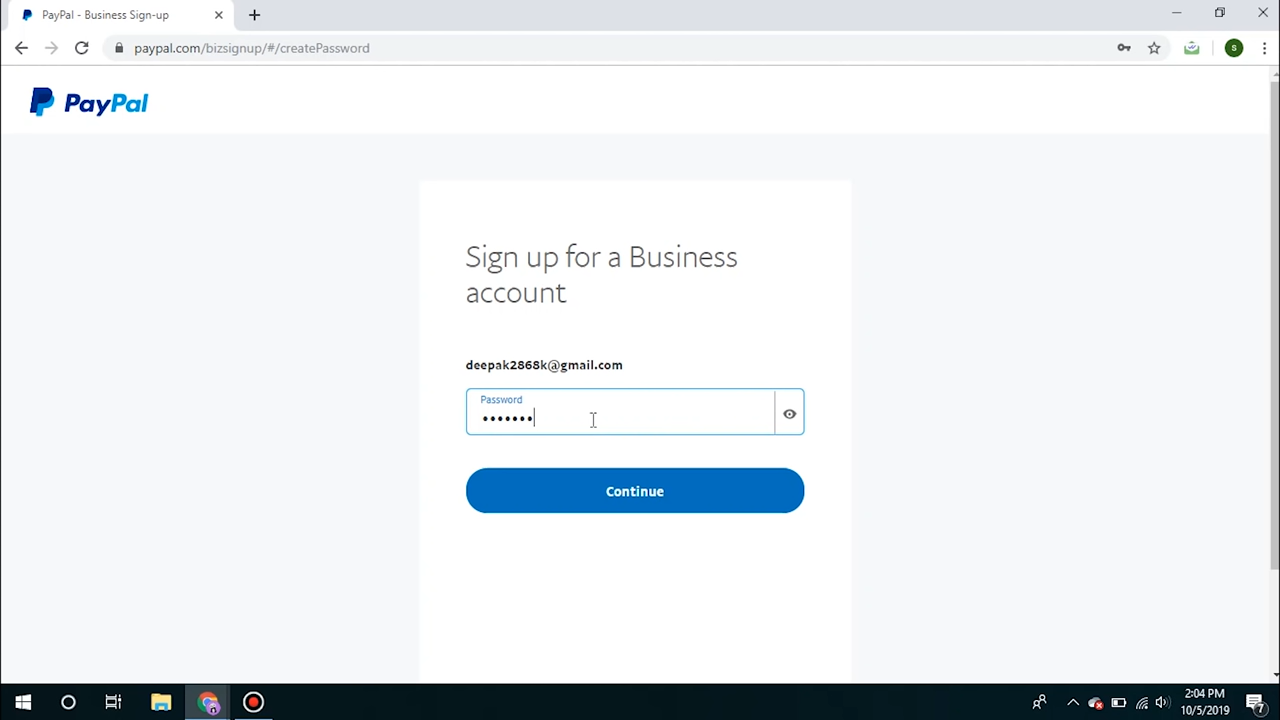 PayPal - Business Sign-up
paypal.com/bizsignup/#/createPassword
S
PayPal
Sign up for a Business
account
deepak2868k@gmail.com
Password
•••••••
Continue
2:04 PM
10/5/2019
7